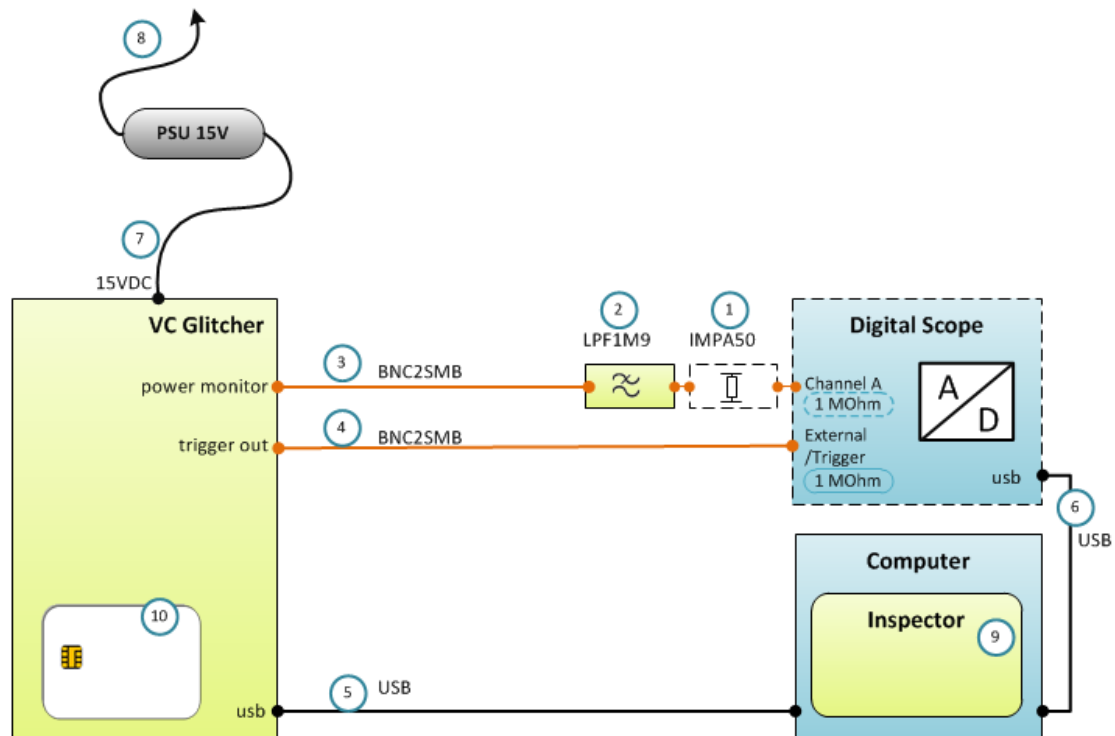 8
PSU 15V
7
15VDC
VC Glitcher
power monitor
trigger out
3
BNC2SMB
4
BNC2SMB
2
LPF1M9
1
IMPA50
Digital Scope
Channel A
1 MOhm
External
/Trigger
1 MOhm
A
D
usb
6
USB
Computer
Inspector
9
10
usb
5
USB